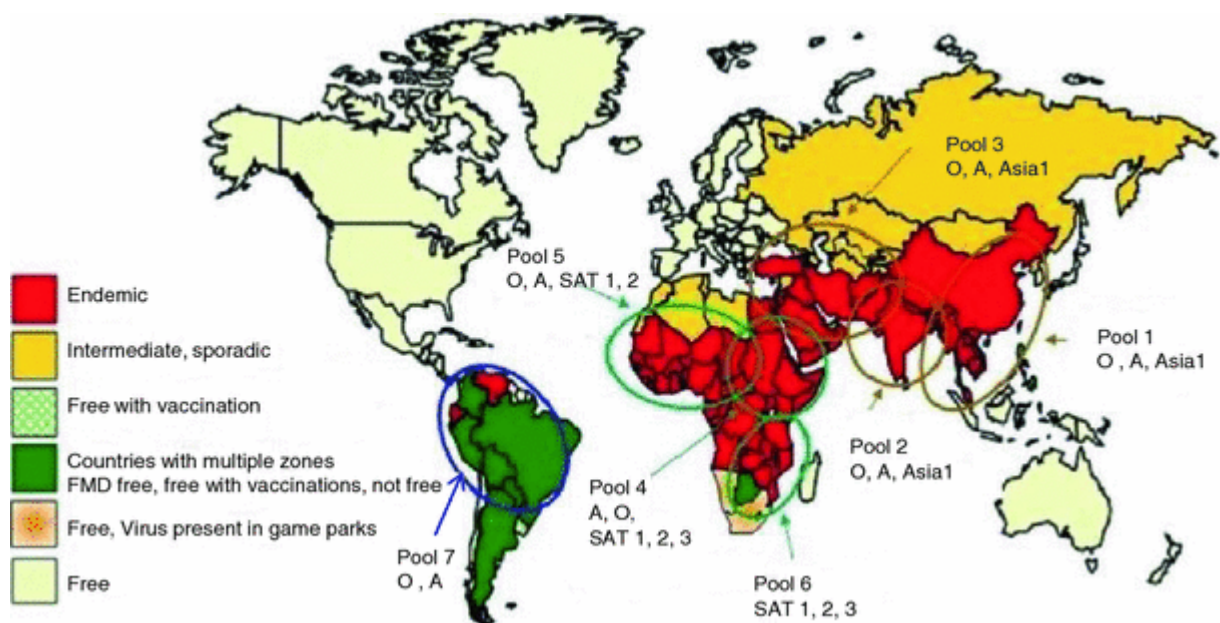 Pool 3
O, A, Asia1
Pool 5
O, A, SAT 1, 2
Endemic
Intermediate, sporadic
Free with vaccination
Countries with multiple zones
FMD free, free with vaccinations, not free
Free, Virus present in game parks
Free
Pool 1
O , A, Asia1
Pool 2
O, A, Asia1
Pool 4
A, O,
SAT 1, 2, 3
Pool 7
O , A
Pool 6
SAT 1, 2, 3